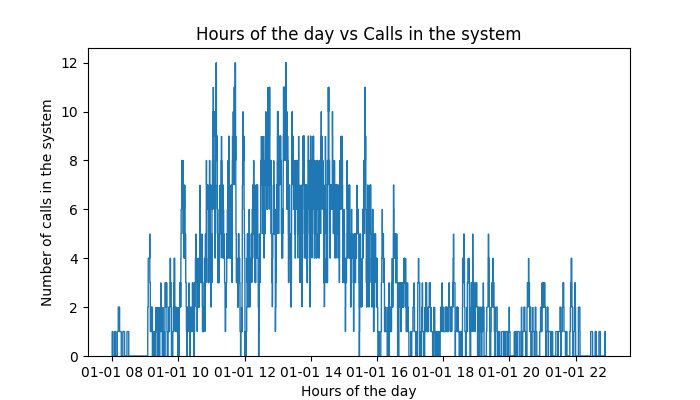 Hours of the day vs Calls in the system
Number of calls in the system
12
10
8
6
4
2
0
01-01 08 01-01 10 01-01 12 01-01 14 01-01 16 01-01 18 01-01 20 01-01 22
Hours of the day